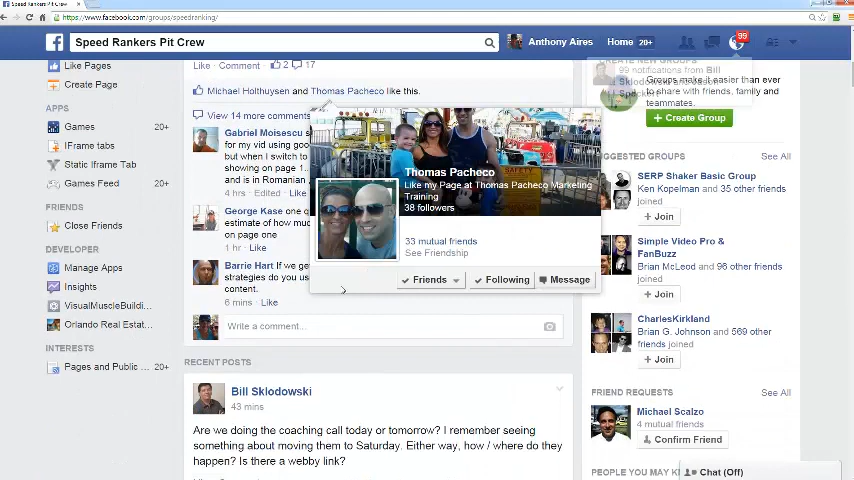 Speed Rankers Pit Crew
https://www.facebook.com/groups/speedranking/
Speed Rankers Pit Crew
Anthony Aires
Home 20+
99
Like Pages
Create Page
APPS
Games 20+
IFrame tabs
Static Iframe Tab
Games Feed 20+
FRIENDS
Close Friends
DEVELOPER
Manage Apps
Insights
VisualMuscleBuildi...
Orlando Real Estat...
INTERESTS
Pages and Public ... 20+
Like · Comment · 2 17
Michael Holthuysen and Thomas Pacheco like this.
View 14 more comments
Gabriel Moisescu
for my vid using goo
but when I switch to
and is in Romanian
4 hrs · Edited · Like
George Kase one q
estimate of how muc
on page one
1 hr · Like
Barrie Hart If we ge
strategies do you us
content.
6 mins · Like
Write a comment...
Thomas Pacheco
Like my Page at Thomas Pacheco Marketing
Training
38 followers
33 mutual friends
See Friendship
Friends
Following
Message
RECENT POSTS
Bill Sklodowski
43 mins
Are we doing the coaching call today or tomorrow? I remember seeing
something about moving them to Saturday. Either way, how / where do they
happen? Is there a webby link?
CREATE NEW GROUPS
99 notifications from Bill
Groups make it easier than ever
to share with friends, family and
teammates.
Create Group
SUGGESTED GROUPS See All
SERP Shaker Basic Group
Ken Kopelman and 35 other friends
joined
Join
Simple Video Pro &
FanBuzz
Brian McLeod and 96 other friends
joined
Join
CharlesKirkland
Brian G. Johnson and 569 other
friends joined
Join
FRIEND REQUESTS See All
Michael Scalzo
4 mutual friends
Confirm Friend
PEOPLE YOU MAY K
Chat (Off)